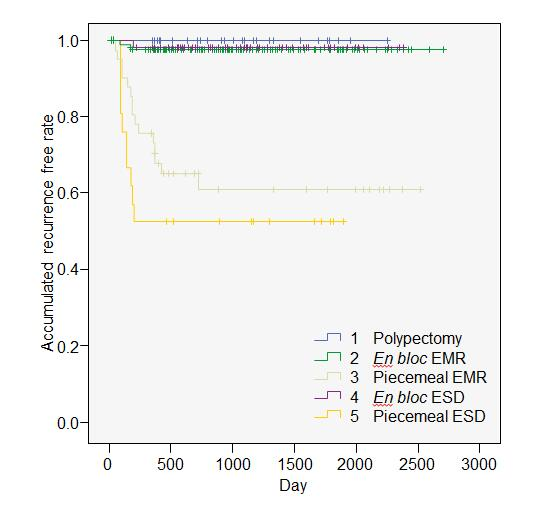 Accumulated recurrence free rate
1.0
0.8
0.6
0.4
0.2
0.0
1 Polypectomy
2 En bloc EMR
3 Piecemeal EMR
4 En bloc ESD
5 Piecemeal ESD
0 500 1000 1500 2000 2500 3000
Day